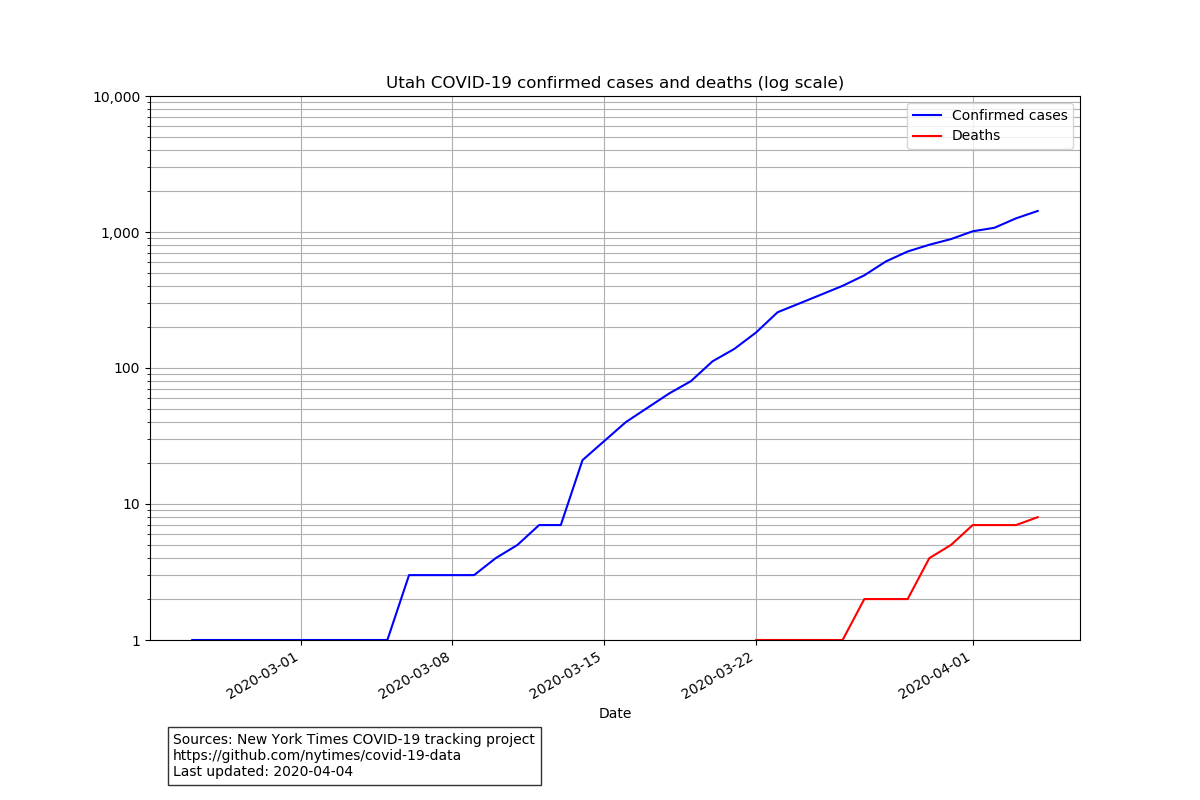 Utah COVID-19 confirmed cases and deaths (log scale)
10,000
1,000
100
10
1
Confirmed cases
Deaths
2020-03-01
2020-03-08
2020-03-15
2020-03-22
2020-04-01
Date
Sources: New York Times COVID-19 tracking project
https://github.com/nytimes/covid-19-data
Last updated: 2020-04-04